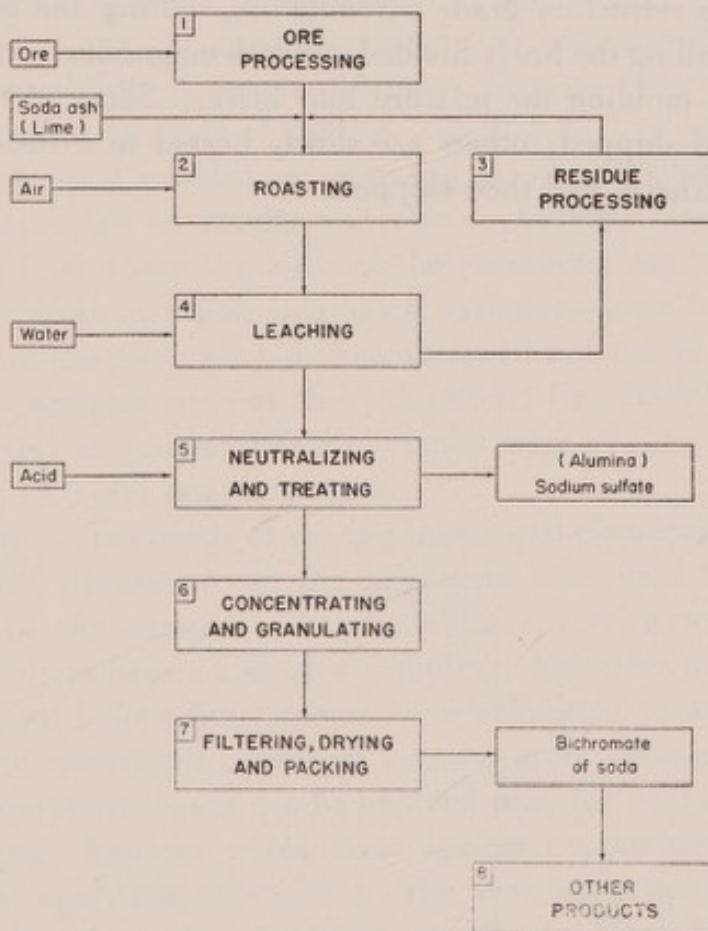 1
ORE
PROCESSING
Ore
Soda ash
(Lime)
2
ROASTING
3
RESIDUE
PROCESSING
Air
4
LEACHING
Water
5
NEUTRALIZING
AND TREATING
Acid
(Alumina)
Sodium sulfate
6
CONCENTRATING
AND GRANULATING
7
FILTERING, DRYING
AND PACKING
Bichromate
of soda
8
OTHER
PRODUCTS